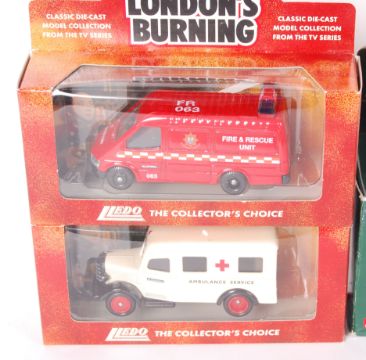 LONDON'S
BURNING
CLASSIC DIE-CAST
MODEL COLLECTION
FROM THE TV SERIES
CLASSIC DIE-CAST
MODEL COLLECTION
FROM THE TV SERIES
FR
063
FIRE & RESCUE
UNIT
063
LLEDO THE COLLECTOR'S CHOICE
AMBULANCE SERVICE
LLEDO THE COLLECTOR'S CHOICE